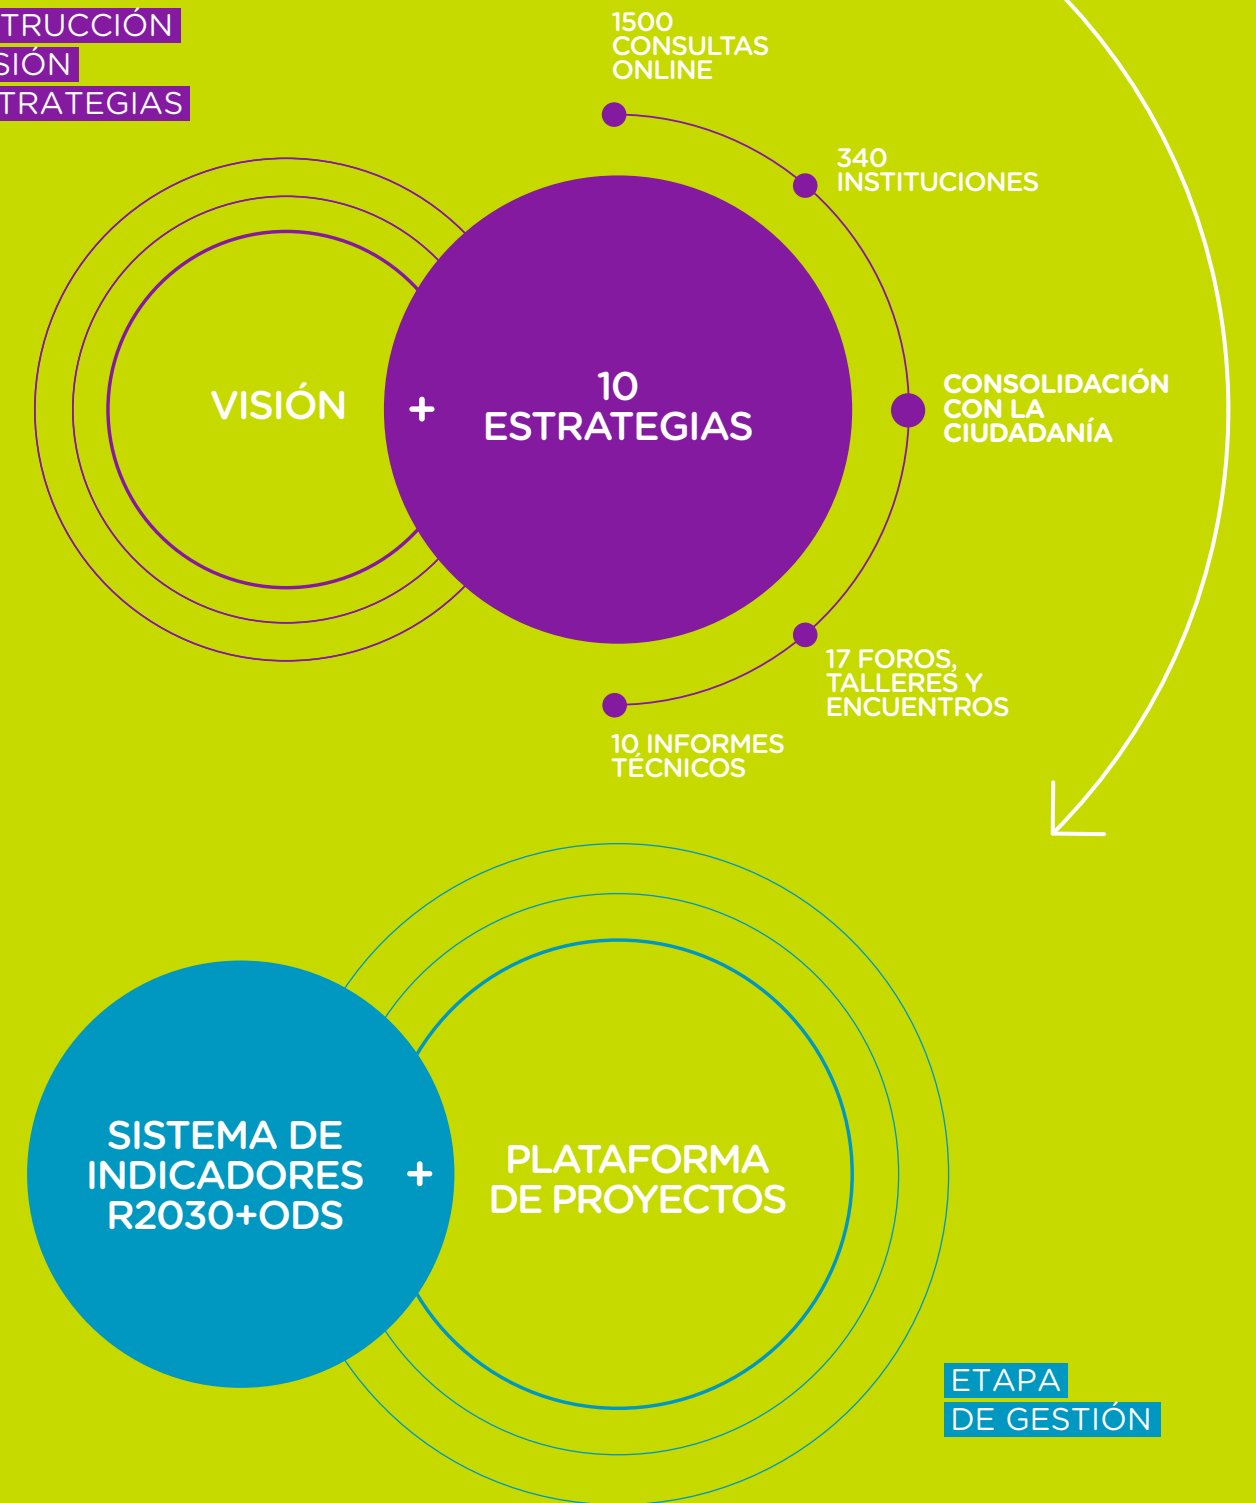 TRUCCIÓN
SIÓN
TRATEGIAS
1500
CONSULTAS
ONLINE
340
INSTITUCIONES
VISIÓN
+
10
ESTRATEGIAS
CONSOLIDACIÓN
CON LA
CIUDADANÍA
17 FOROS,
TALLERES Y
ENCUENTROS
10 INFORMES
TÉCNICOS
SISTEMA DE
INDICADORES
R2030+ODS
+
PLATAFORMA
DE PROYECTOS
ETAPA
DE GESTIÓN